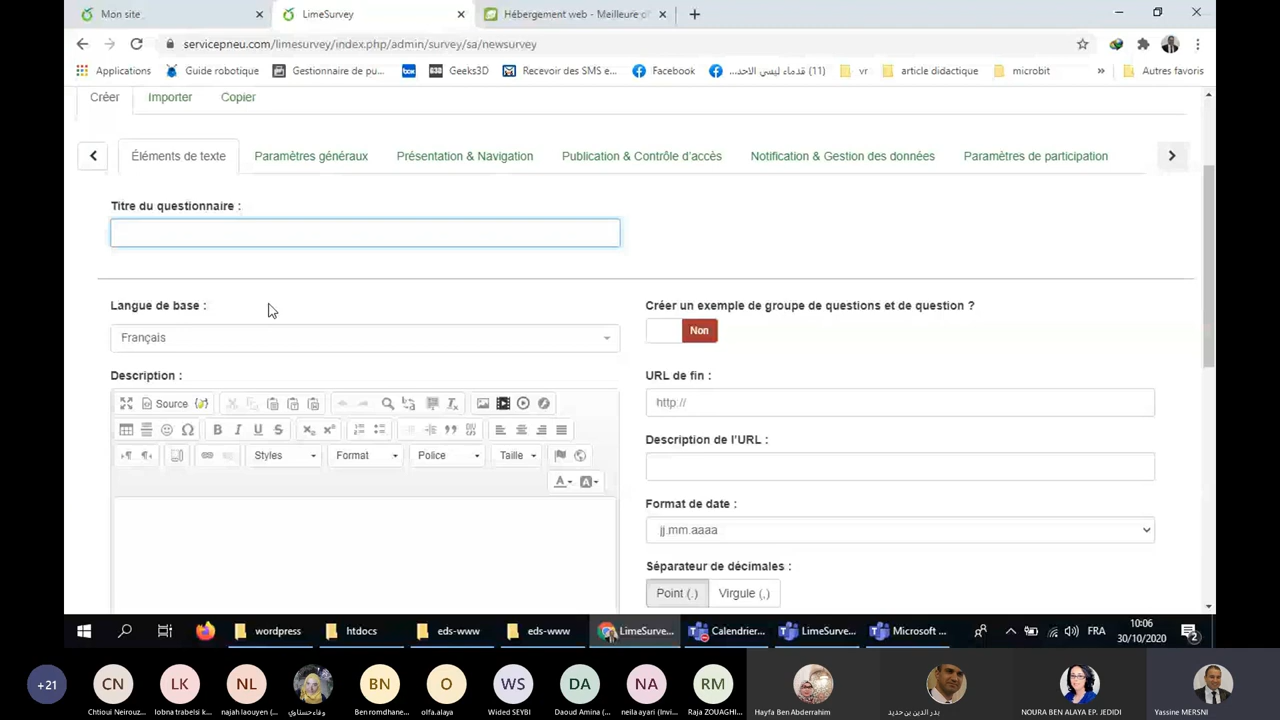 Mon site
LimeSurvey
Hébergement web - Meilleure of
servicpneu.com/limesurvey/index.php/admin/survey/sa/newsurvey
Applications
Guide robotique
Gestionnaire de pu...
box
Geeks3D
Recevoir des SMS e...
Facebook
(11) قدماء ليسي الاحد...
vr
article didactique
microbit
»
Autres favoris
Créer
Importer
Copier
Éléments de texte
Paramètres généraux
Présentation & Navigation
Publication & Contrôle d'accès
Notification & Gestion des données
Paramètres de participation
Titre du questionnaire :
Langue de base :
Créer un exemple de groupe de questions et de question ?
Français
Non
Description :
URL de fin :
Source
http://
Description de l'URL :
Styles
Format
Police
Taille
Format de date :
jj.mm.aaaa
Séparateur de décimales :
Point (.)
Virgule (,)
wordpress
htdocs
eds-www
eds-www
LimeSurve...
Calendrier...
LimeSurve...
Microsoft ...
FRA
10:06
30/10/2020
2
+21
CN
LK
NL
BN
O
WS
DA
NA
RM
Chtioui Neirouz...
lobna trabelsi k...
najah laouyen (...
وفاء حستاوي
Ben romdhane...
olfa.alaya
Wided SEYBI
Daoud Amina (...
neila ayari (Invi...
Raja ZOUAGHI...
Hayfa Ben Abderrahim
بدر الدين بن حديد
NOURA BEN ALAYA EP. JEDIDI
Yassine MERSNI